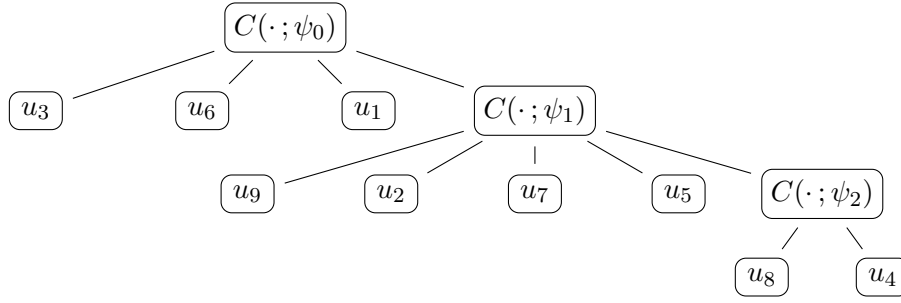 C(· ; ψ₀)
u₃ u₆ u₁ C(· ; ψ₁)
u₉ u₂ u₇ u₅ C(· ; ψ₂)
u₈ u₄